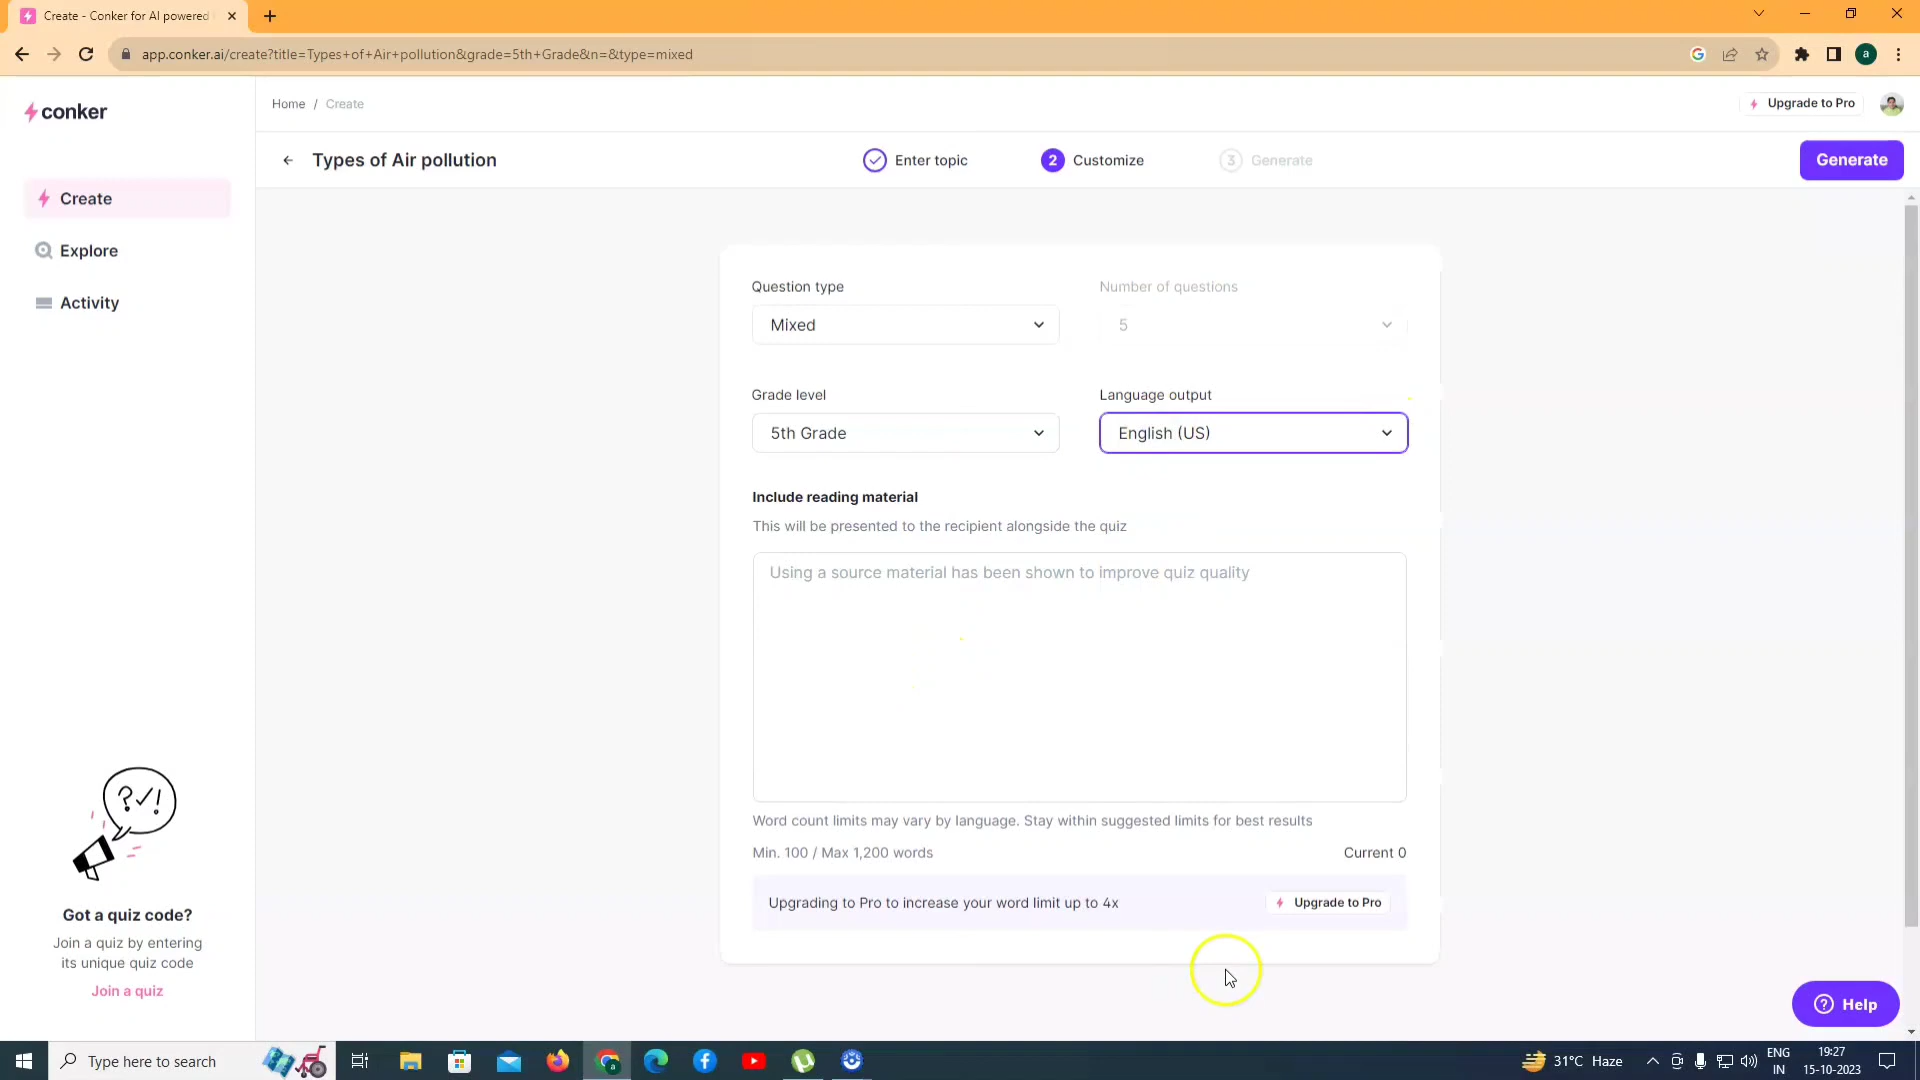 Create - Conker for AI powered
app.conker.ai/create?title=Types+of+Air+pollution&grade=5th+Grade&n=&type=mixed
a
conker
Home / Create
Upgrade to Pro
Types of Air pollution
Enter topic
2 Customize
3 Generate
Generate
Create
Explore
Activity
Question type
Number of questions
Mixed
5
Grade level
Language output
5th Grade
English (US)
Include reading material
This will be presented to the recipient alongside the quiz
Using a source material has been shown to improve quiz quality
Word count limits may vary by language. Stay within suggested limits for best results
Min. 100 / Max 1,200 words
Current 0
Upgrading to Pro to increase your word limit up to 4x
Upgrade to Pro
?✓!
Got a quiz code?
Join a quiz by entering
its unique quiz code
Join a quiz
Help
Type here to search
31°C Haze
ENG
IN
19:27
15-10-2023